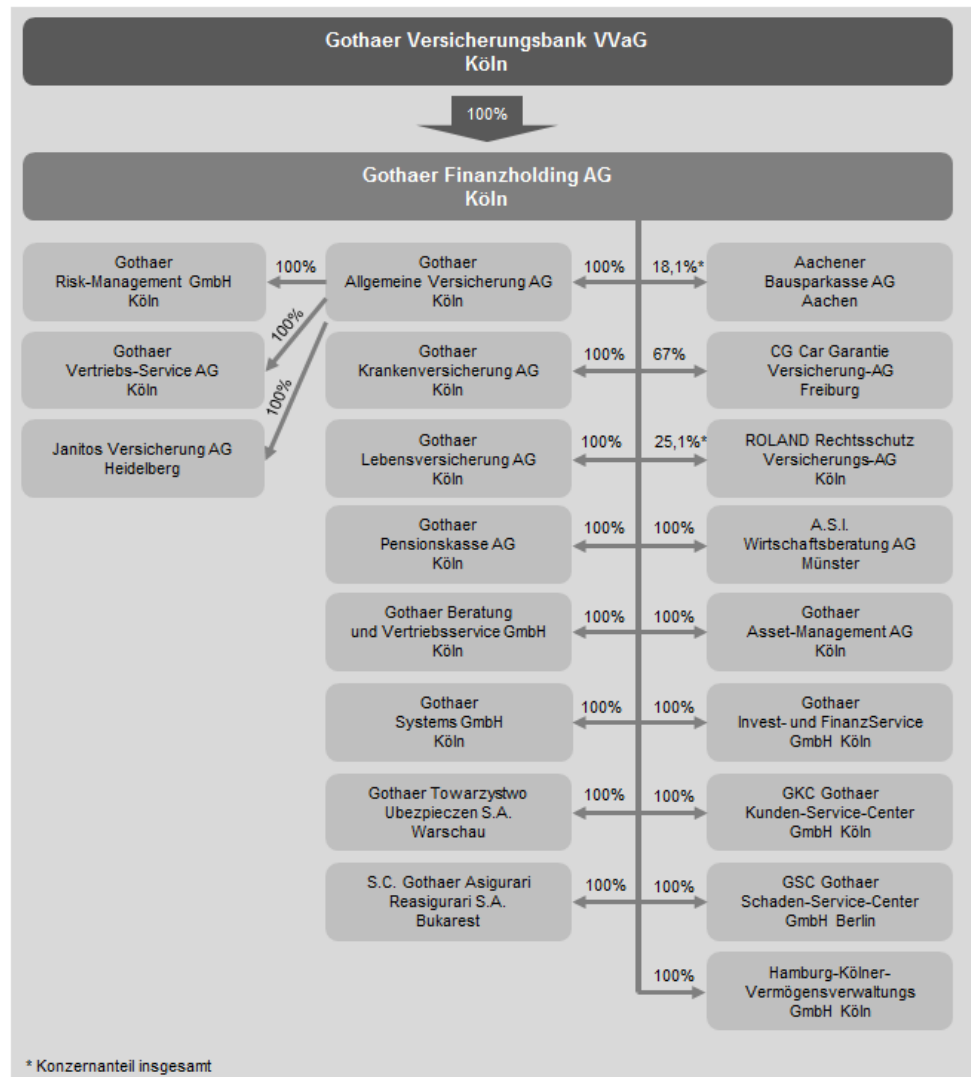 Gothaer Versicherungsbank VVaG
Köln
100%
Gothaer Finanzholding AG
Köln
Gothaer
Risk-Management GmbH
Köln
100%
Gothaer
Allgemeine Versicherung AG
Köln
100%
18,1%*
Aachener
Bausparkasse AG
Aachen
100%
Gothaer
Vertriebs-Service AG
Köln
Gothaer
Krankenversicherung AG
Köln
100%
67%
CG Car Garantie
Versicherung-AG
Freiburg
100%
Janitos Versicherung AG
Heidelberg
Gothaer
Lebensversicherung AG
Köln
100%
25,1%*
ROLAND Rechtsschutz
Versicherungs-AG
Köln
Gothaer
Pensionskasse AG
Köln
100%
100%
A.S.I.
Wirtschaftsberatung AG
Münster
Gothaer Beratung
und Vertriebsservice GmbH
Köln
100%
100%
Gothaer
Asset-Management AG
Köln
Gothaer
Systems GmbH
Köln
100%
100%
Gothaer
Invest- und FinanzService
GmbH Köln
Gothaer Towarzystwo
Ubezpieczen S.A.
Warschau
100%
100%
GKC Gothaer
Kunden-Service-Center
GmbH Köln
S.C. Gothaer Asigurari
Reasigurari S.A.
Bukarest
100%
100%
GSC Gothaer
Schaden-Service-Center
GmbH Berlin
100%
Hamburg-Kölner-
Vermögensverwaltungs
GmbH Köln
* Konzernanteil insgesamt